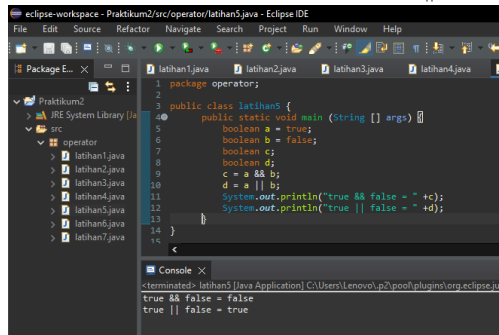 eclipse-workspace - Praktikum2/src/operator/latihan5.java - Eclipse IDE
File Edit Source Refactor Navigate Search Project Run Window Help
Package E...
latihan1.java latihan2.java latihan3.java latihan4.java
Praktikum2
JRE System Library [Ja
src
operator
latihan1.java
latihan2.java
latihan3.java
latihan4.java
latihan5.java
latihan6.java
latihan7.java
1 package operator;
2
3 public class latihan5 {
4 public static void main (String [] args) {
5 boolean a = true;
6 boolean b = false;
7 boolean c;
8 boolean d;
9 c = a && b;
10 d = a || b;
11 System.out.println("true && false = " +c);
12 System.out.println("true || false = " +d);
13 }
14 }
15
Console
<terminated> latihan5 [Java Application] C:\Users\Lenovo\.p2\pool\plugins\org.eclipse.ju
true && false = false
true || false = true